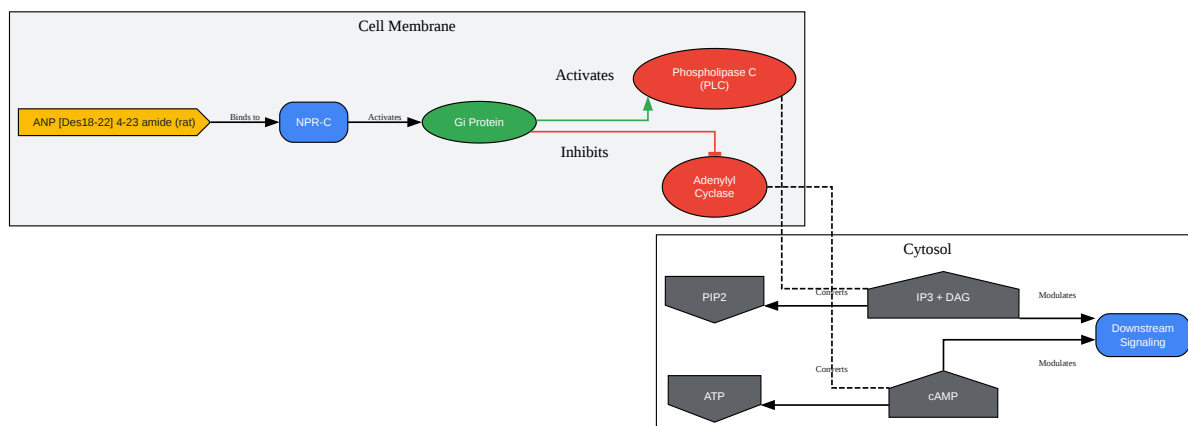 Cell Membrane
Activates
Phospholipase C
(PLC)
ANP [Des18-22] 4-23 amide (rat)
Binds to
NPR-C
Activates
Gi Protein
Inhibits
Adenylyl
Cyclase
Cytosol
PIP2
Converts
IP3 + DAG
Modulates
Downstream
Signaling
Modulates
Converts
ATP
cAMP